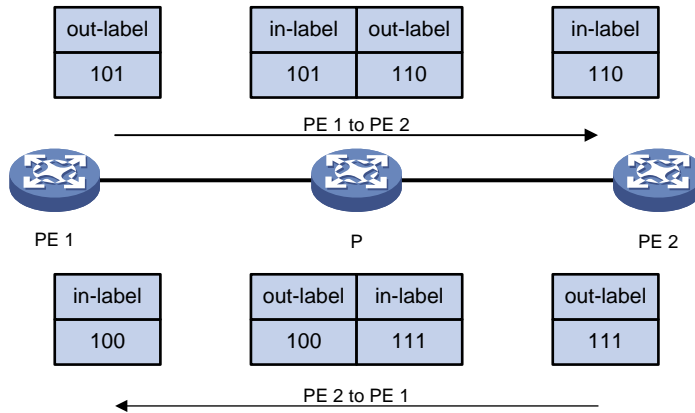 out-label in-label out-label in-label
101 101 110 110
PE 1 to PE 2
PE 1 P PE 2
in-label out-label in-label out-label
100 100 111 111
PE 2 to PE 1